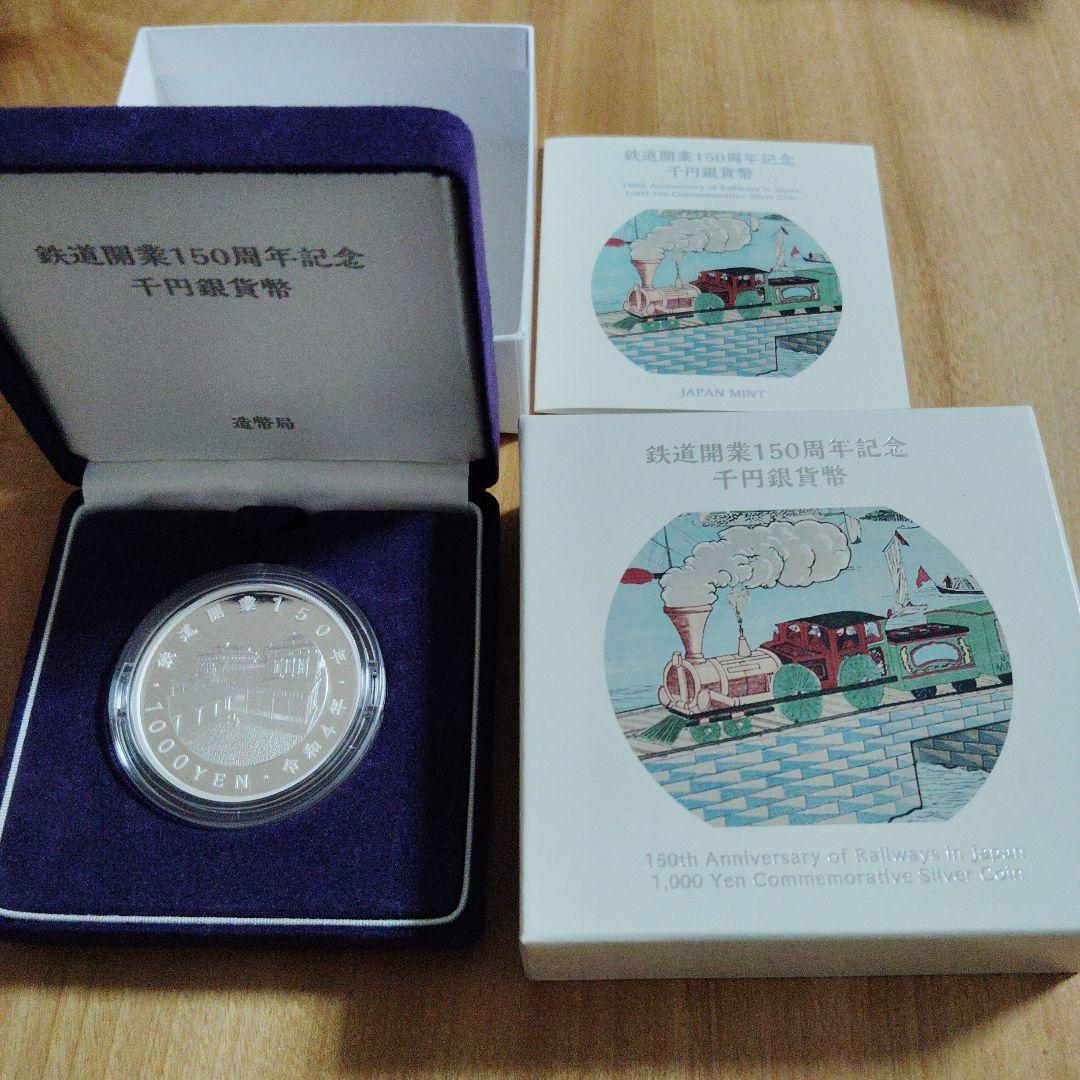 鉄道開業150周年記念
千円銀貨幣
造幣局
鉄道開業150年
令和4年
1000YEN
鉄道開業150周年記念
千円銀貨幣
150th Anniversary of Railways in Japan
1,000 Yen Commemorative Silver Coin
JAPAN MINT
鉄道開業150周年記念
千円銀貨幣
150th Anniversary of Railways in Japan
1,000 Yen Commemorative Silver Coin